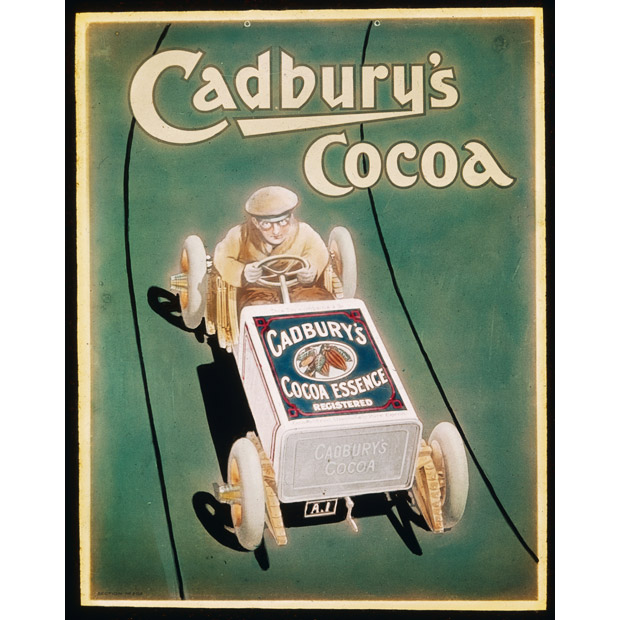 Cadbury's
Cocoa
CADBURY'S
COCOA ESSENCE
REGISTERED
CADBURY'S
COCOA
A.1